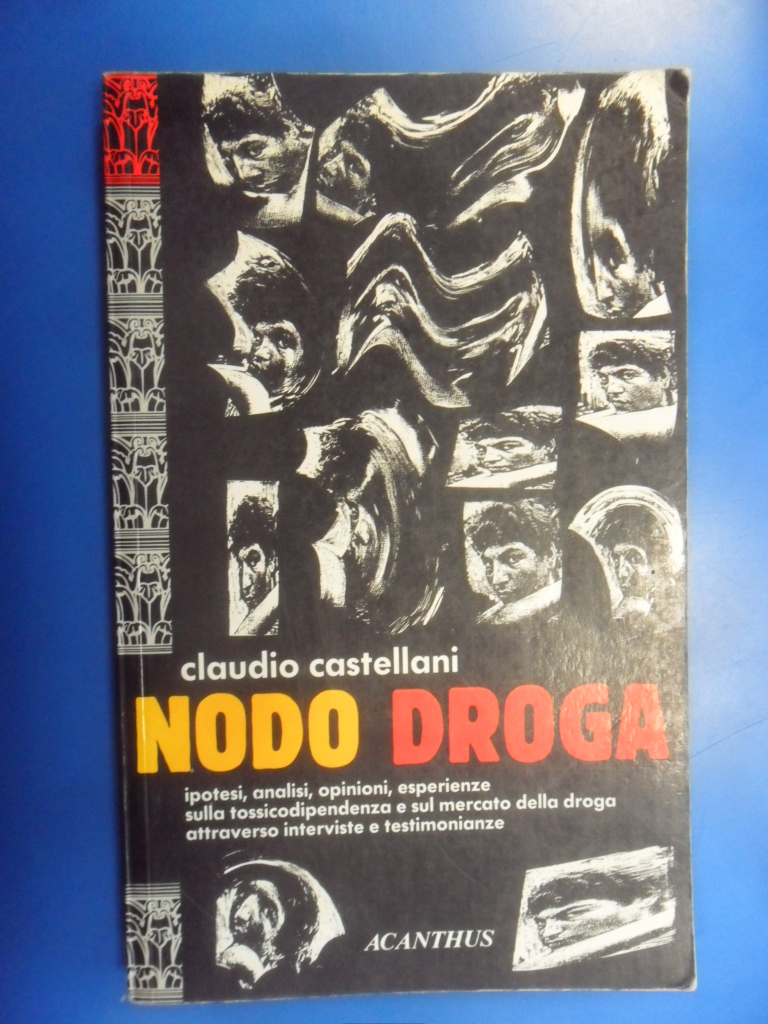 claudio castellani
NODO DROGA
ipotesi, analisi, opinioni, esperienze
sulla tossicodipendenza e sul mercato della droga
attraverso interviste e testimonianze
ACANTHUS